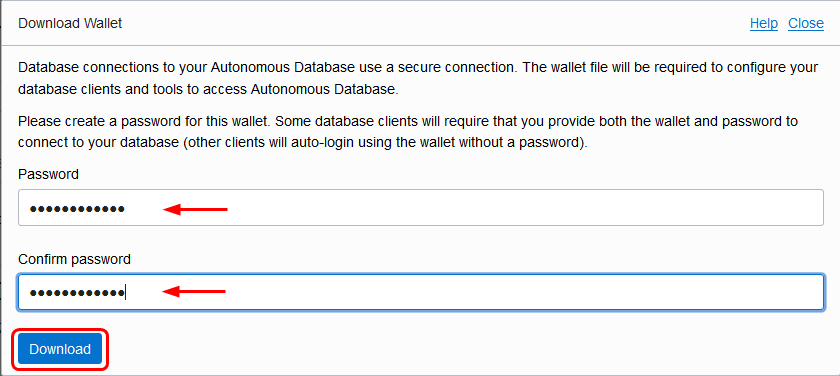 Download Wallet
Help Close
Database connections to your Autonomous Database use a secure connection. The wallet file will be required to configure your
database clients and tools to access Autonomous Database.
Please create a password for this wallet. Some database clients will require that you provide both the wallet and password to
connect to your database (other clients will auto-login using the wallet without a password).
Password
••••••••••••
Confirm password
••••••••••••
Download